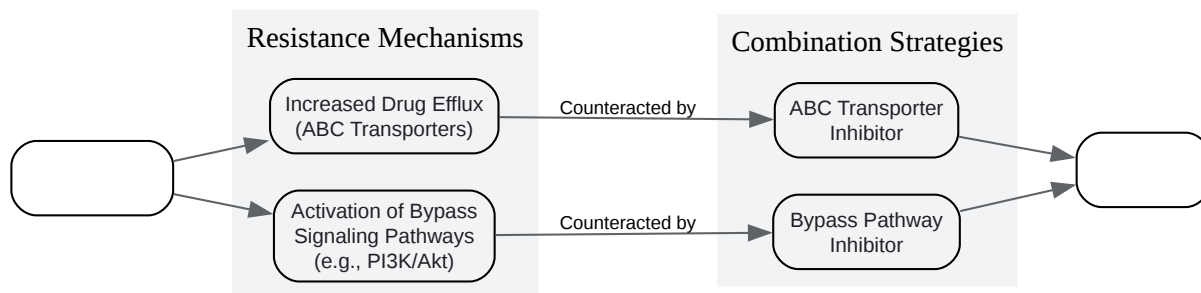 Resistance Mechanisms
Increased Drug Efflux
(ABC Transporters)
Activation of Bypass
Signaling Pathways
(e.g., PI3K/Akt)
Counteracted by
Counteracted by
Combination Strategies
ABC Transporter
Inhibitor
Bypass Pathway
Inhibitor